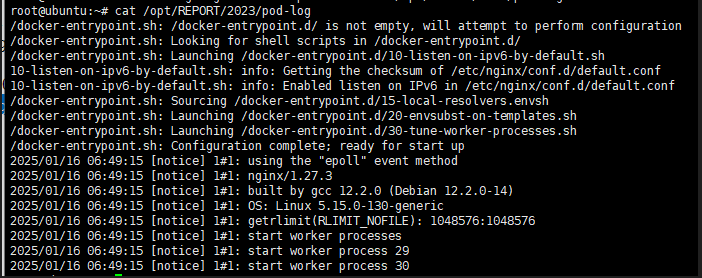 root@ubuntu:~# cat /opt/REPORT/2023/pod-log
/docker-entrypoint.sh: /docker-entrypoint.d/ is not empty, will attempt to perform configuration
/docker-entrypoint.sh: Looking for shell scripts in /docker-entrypoint.d/
/docker-entrypoint.sh: Launching /docker-entrypoint.d/10-listen-on-ipv6-by-default.sh
10-listen-on-ipv6-by-default.sh: info: Getting the checksum of /etc/nginx/conf.d/default.conf
10-listen-on-ipv6-by-default.sh: info: Enabled listen on IPv6 in /etc/nginx/conf.d/default.conf
/docker-entrypoint.sh: Sourcing /docker-entrypoint.d/15-local-resolvers.envsh
/docker-entrypoint.sh: Launching /docker-entrypoint.d/20-envsubst-on-templates.sh
/docker-entrypoint.sh: Launching /docker-entrypoint.d/30-tune-worker-processes.sh
/docker-entrypoint.sh: Configuration complete; ready for start up
2025/01/16 06:49:15 [notice] 1#1: using the "epoll" event method
2025/01/16 06:49:15 [notice] 1#1: nginx/1.27.3
2025/01/16 06:49:15 [notice] 1#1: built by gcc 12.2.0 (Debian 12.2.0-14)
2025/01/16 06:49:15 [notice] 1#1: OS: Linux 5.15.0-130-generic
2025/01/16 06:49:15 [notice] 1#1: getrlimit(RLIMIT_NOFILE): 1048576:1048576
2025/01/16 06:49:15 [notice] 1#1: start worker processes
2025/01/16 06:49:15 [notice] 1#1: start worker process 29
2025/01/16 06:49:15 [notice] 1#1: start worker process 30